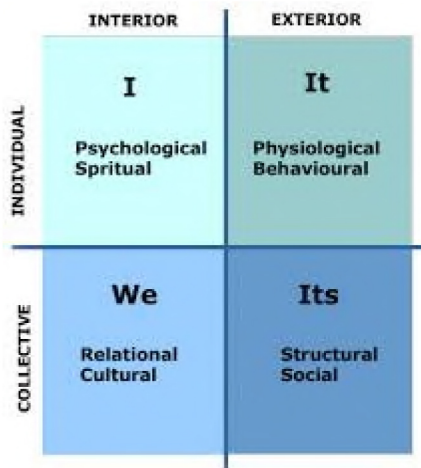 INTERIOR EXTERIOR
INDIVIDUAL
I
Psychological
Spritual
It
Physiological
Behavioural
COLLECTIVE
We
Relational
Cultural
Its
Structural
Social